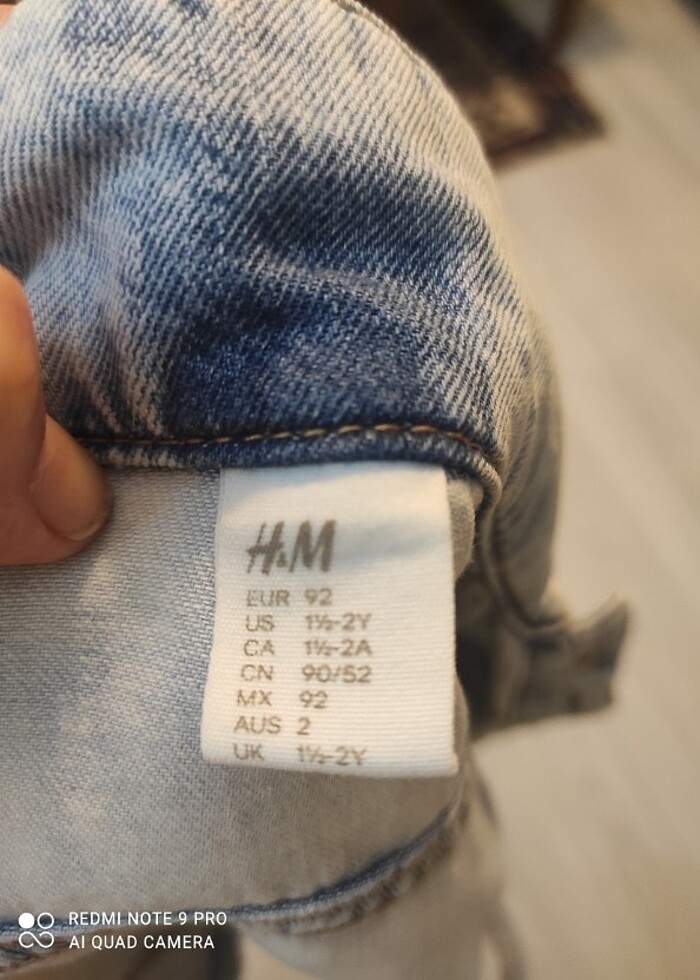 H&M
EUR 92
US 1½-2Y
CA 1½-2A
CN 90/52
MX 92
AUS 2
UK 1½-2Y
REDMI NOTE 9 PRO
AI QUAD CAMERA